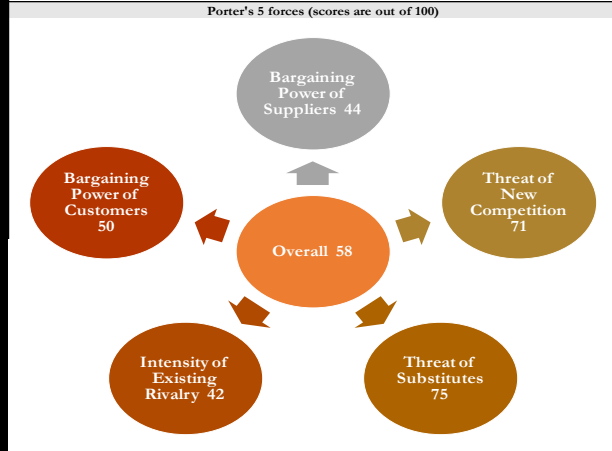 Porter's 5 forces (scores are out of 100)
Bargaining
Power of
Suppliers 44
Bargaining
Power of
Customers
50
Threat of
New
Competition
71
Overall 58
Intensity of
Existing
Rivalry 42
Threat of
Substitutes
75